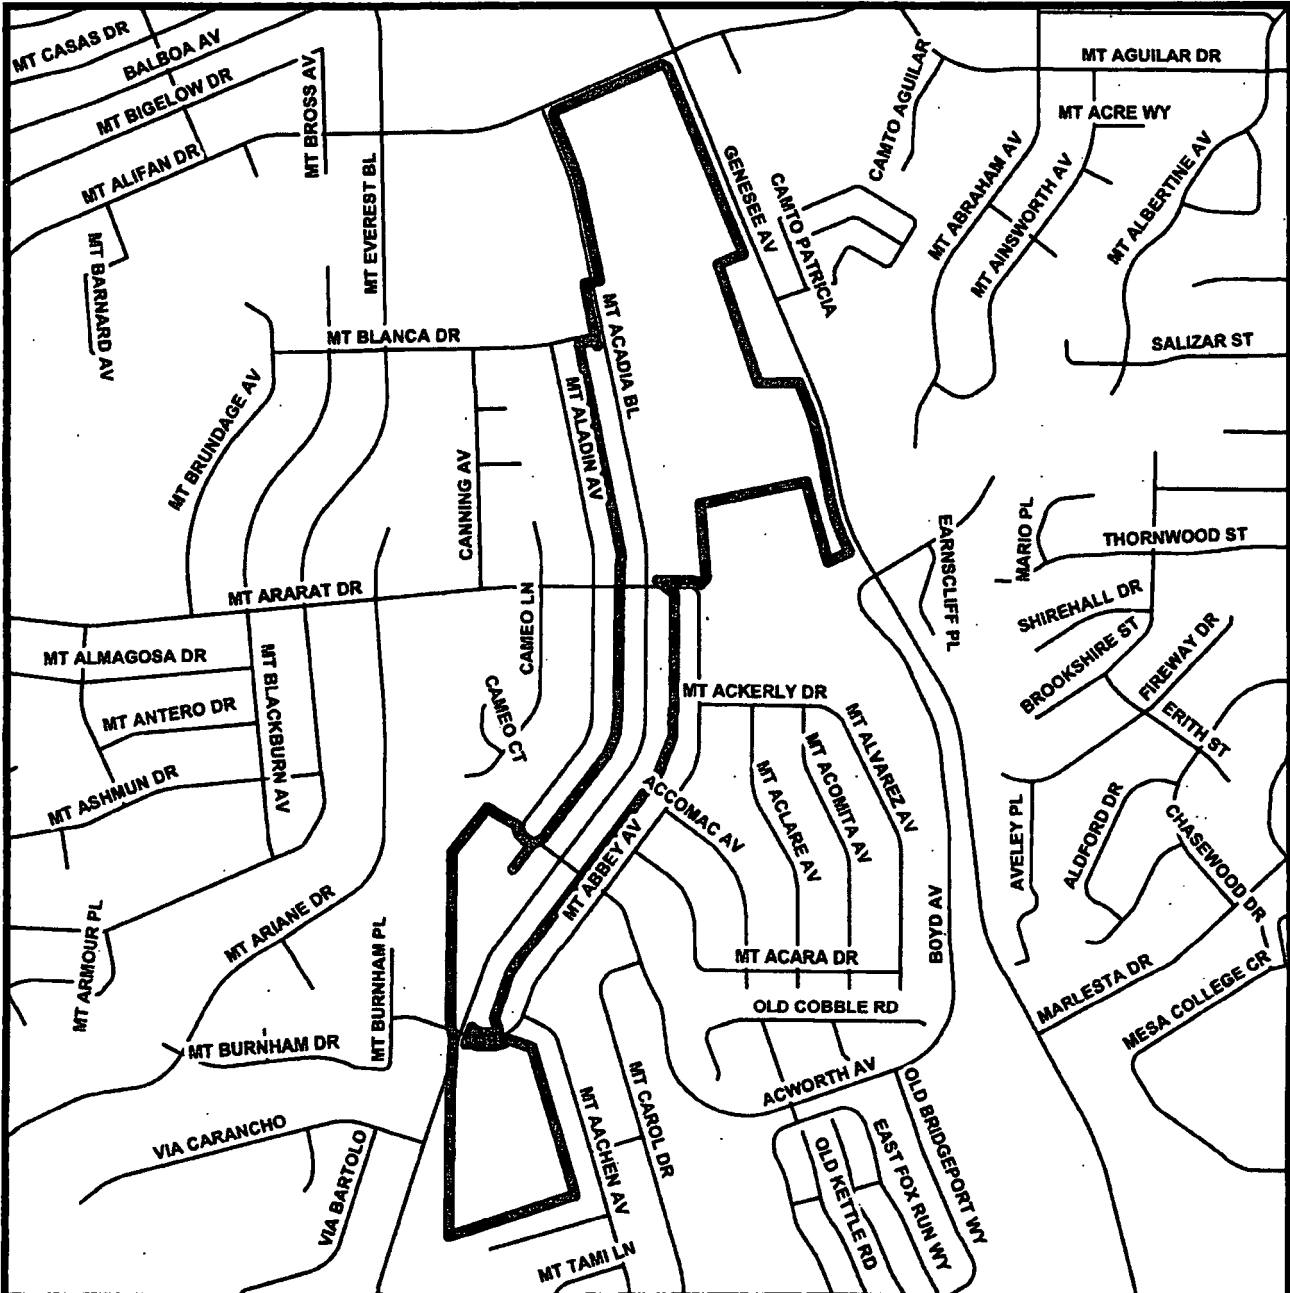 MT CASAS DR
BALBOA AV
MT BIGELOW DR
MT BROSS AV
MT ALIFAN DR
MT BARNARD AV
MT EVEREST BL
CAMTO AGUILAR
MT AGUILAR DR
MT ACRE WY
GENESEE AV
CAMTO PATRICIA
MT ABRAHAM AV
MT AINSWORTH AV
MT ALBERTINE AV
MT BLANCA DR
MT ACADIA BL
SALIZAR ST
MT BRUNDAGE AV
MT ALADIN AV
CANNING AV
EARNSCLIFF PL
MARIO PL
THORNWOOD ST
MT ARARAT DR
CAMEO LN
SHIREHALL DR
BROOKSHIRE ST
FIREWAY DR
ERITH ST
MT ALMAGOSA DR
MT BLACKBURN AV
MT ANTERO DR
CAMEO CT
MT ACKERLY DR
MT ALVAREZ AV
MT ACOMITA AV
MT ACLARE AV
MT ASHMUN DR
ACCOMAC AV
MT ABBEY AV
AVELEY PL
ALDFORD DR
CHASEWOOD DR
MT ARMOUR PL
MT ARIANE DR
MT BURNHAM PL
BOYD AV
MT ACARA DR
MARLESTA DR
MESA COLLEGE CR
OLD COBBLE RD
MT BURNHAM DR
ACWORTH AV
MT CAROL DR
MT AACHEN AV
OLD BRIDGEPORT WY
EAST FOX RUN WY
OLD KETTLE RD
VIA CARANCHO
VIA BARTOLO
MT TAMI LN